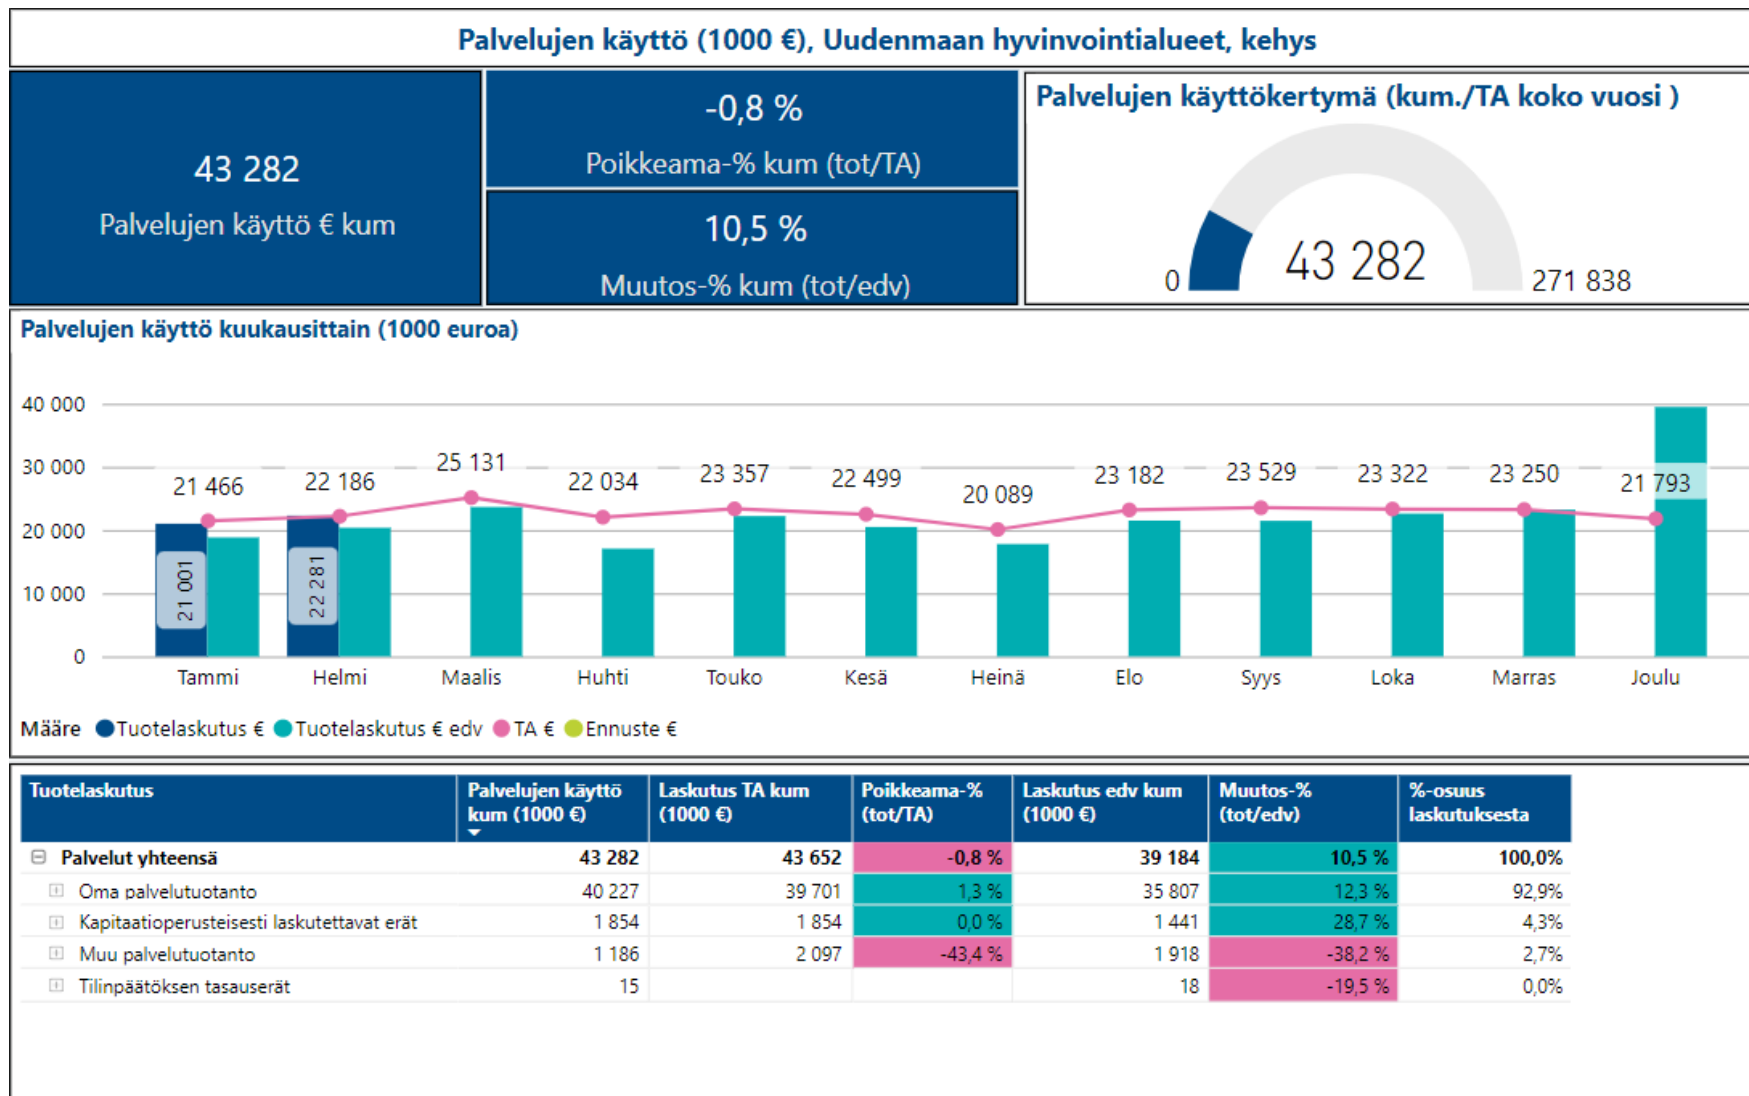 Palvelujen käyttö (1000 €), Uudenmaan hyvinvointialueet, kehys
43 282
Palvelujen käyttö € kum
-0,8 %
Poikkeama-% kum (tot/TA)
10,5 %
Muutos-% kum (tot/edv)
Palvelujen käyttökertymä (kum./TA koko vuosi )
0 43 282 271 838
Palvelujen käyttö kuukausittain (1000 euroa)
40 000
30 000
20 000
10 000
0
21 466 22 186 25 131 22 034 23 357 22 499 20 089 23 182 23 529 23 322 23 250 21 793
21 001 22 281
Tammi Helmi Maalis Huhti Touko Kesä Heinä Elo Syys Loka Marras Joulu
Määre Tuotelaskutus € Tuotelaskutus € edv TA € Ennuste €
Tuotelaskutus Palvelujen käyttö Laskutus TA kum Poikkeama-% Laskutus edv kum Muutos-% %-osuus
kum (1000 €) (1000 €) (tot/TA) (1000 €) (tot/edv) laskutuksesta
Palvelut yhteensä 43 282 43 652 -0,8 % 39 184 10,5 % 100,0%
Oma palvelutuotanto 40 227 39 701 1,3 % 35 807 12,3 % 92,9%
Kapitaatioperusteisesti laskutettavat erät 1 854 1 854 0,0 % 1 441 28,7 % 4,3%
Muu palvelutuotanto 1 186 2 097 -43,4 % 1 918 -38,2 % 2,7%
Tilinpäätöksen tasauserät 15 18 -19,5 % 0,0%